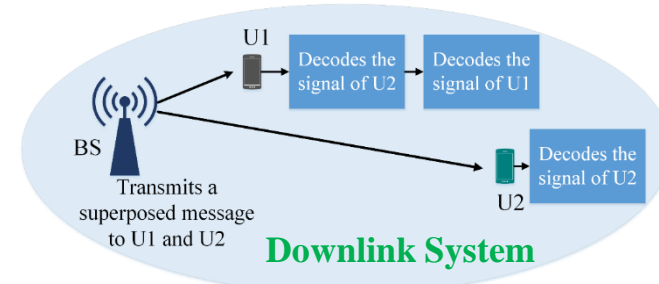 U1
Decodes the
signal of U2
Decodes the
signal of U1
BS
Transmits a
superposed message
to U1 and U2
U2
Decodes the
signal of U2
Downlink System